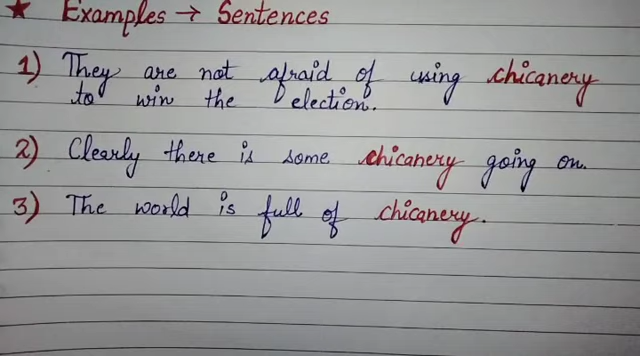 ★ Examples → Sentences
1) They are not afraid of using chicanery
to win the election.
2) Clearly there is some chicanery going on.
3) The world is full of chicanery.